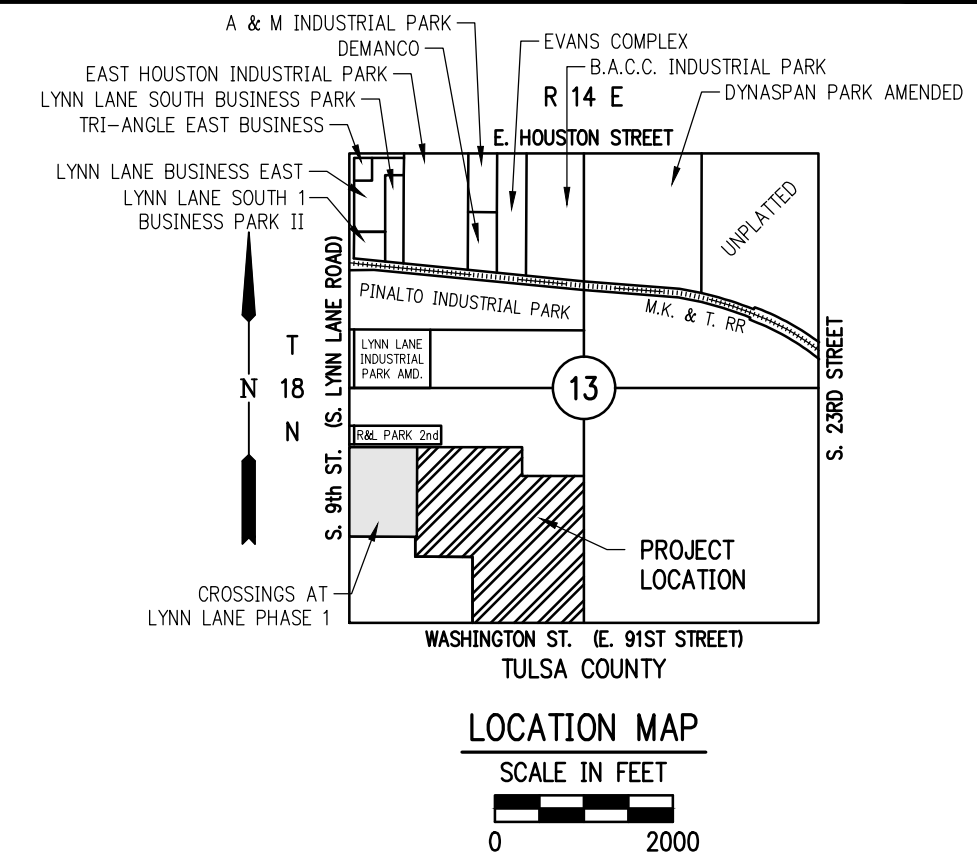 A & M INDUSTRIAL PARK
DEMANCO
EVANS COMPLEX
EAST HOUSTON INDUSTRIAL PARK
B.A.C.C. INDUSTRIAL PARK
LYNN LANE SOUTH BUSINESS PARK
R 14 E
DYNASPAN PARK AMENDED
TRI-ANGLE EAST BUSINESS
E. HOUSTON STREET
LYNN LANE BUSINESS EAST
LYNN LANE SOUTH 1
BUSINESS PARK II
UNPLATTED
PINALTO INDUSTRIAL PARK
M.K. & T. RR
S. 9th ST. (S. LYNN LANE ROAD)
S. 23RD STREET
T
18
N
N
LYNN LANE
INDUSTRIAL
PARK AMD.
13
R&L PARK 2nd
PROJECT
LOCATION
CROSSINGS AT
LYNN LANE PHASE 1
WASHINGTON ST. (E. 91ST STREET)
TULSA COUNTY
LOCATION MAP
SCALE IN FEET
0 2000